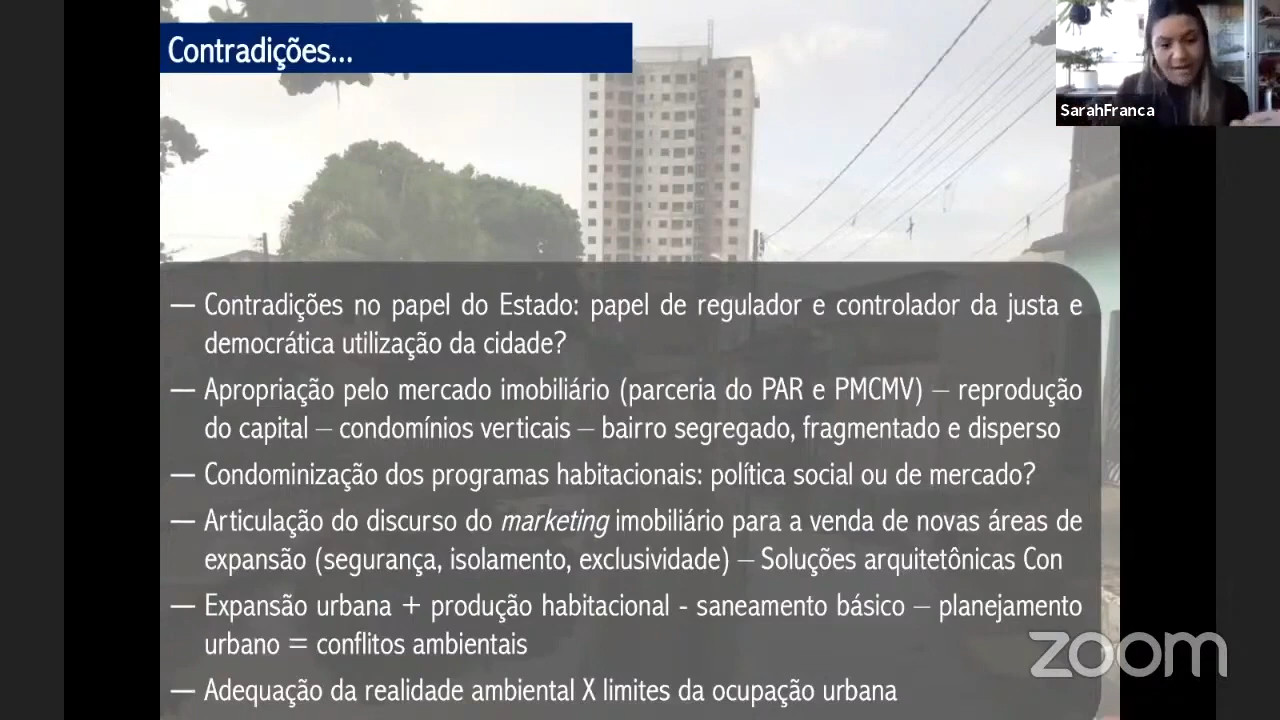 Contradições...
SarahFranca
— Contradições no papel do Estado: papel de regulador e controlador da justa e
democrática utilização da cidade?
— Apropriação pelo mercado imobiliário (parceria do PAR e PMCMV) – reprodução
do capital – condomínios verticais – bairro segregado, fragmentado e disperso
— Condominização dos programas habitacionais: política social ou de mercado?
— Articulação do discurso do marketing imobiliário para a venda de novas áreas de
expansão (segurança, isolamento, exclusividade) – Soluções arquitetônicas Con
— Expansão urbana + produção habitacional - saneamento básico – planejamento
urbano = conflitos ambientais
— Adequação da realidade ambiental X limites da ocupação urbana
zoom